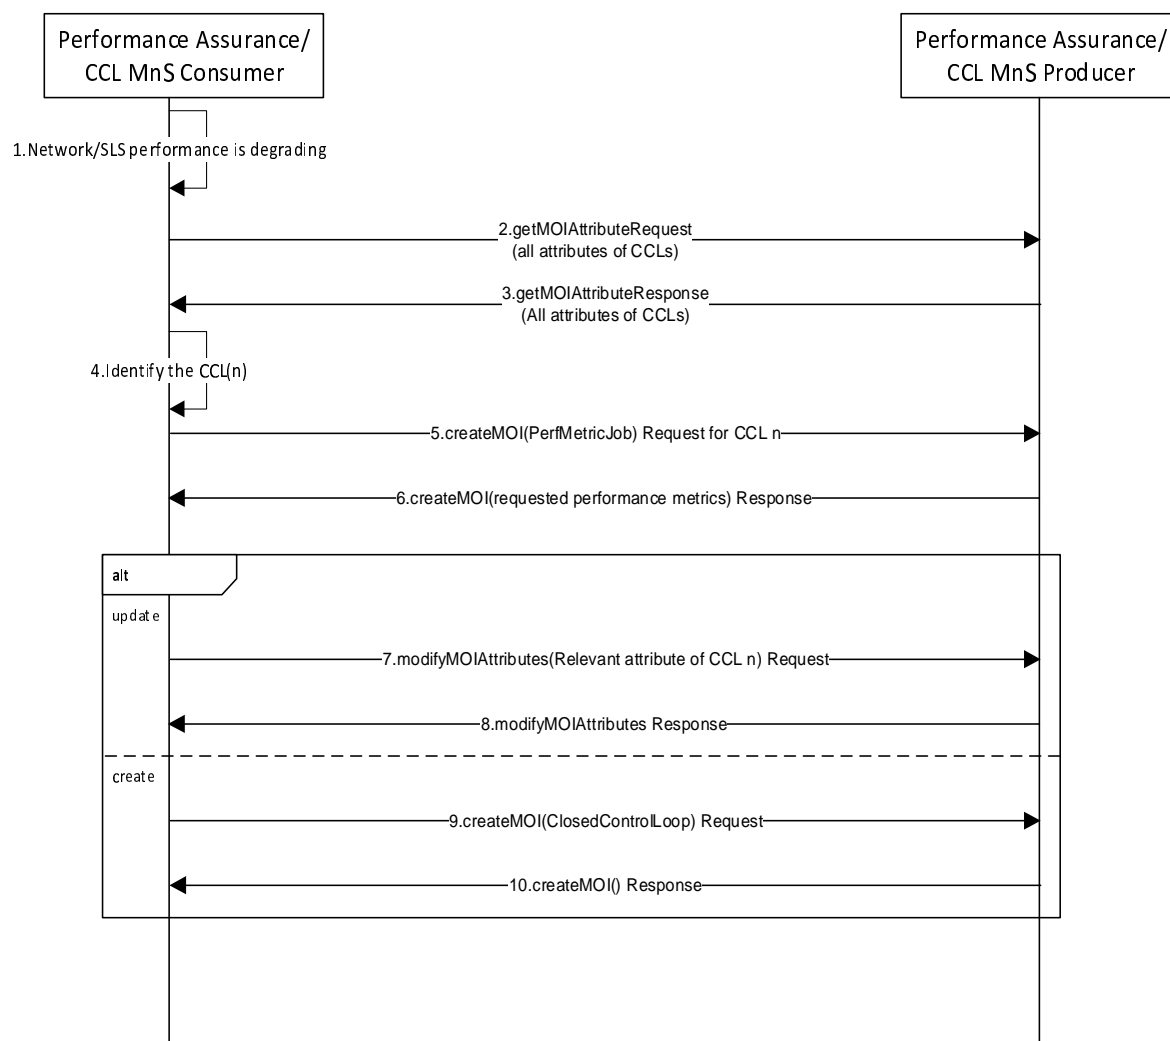 Performance Assurance/
CCL MnS Consumer
Performance Assurance/
CCL MnS Producer
1.Network/SLS performance is degrading
2.getMOIAttributeRequest
(all attributes of CCLs)
3.getMOIAttributeResponse
(All attributes of CCLs)
4.Identify the CCL(n)
5.createMOI(PerfMetricJob) Request for CCL n
6.createMOI(requested performance metrics) Response
alt
update
7.modifyMOIAttributes(Relevant attribute of CCL n) Request
8.modifyMOIAttributes Response
create
9.createMOI(ClosedControlLoop) Request
10.createMOI() Response